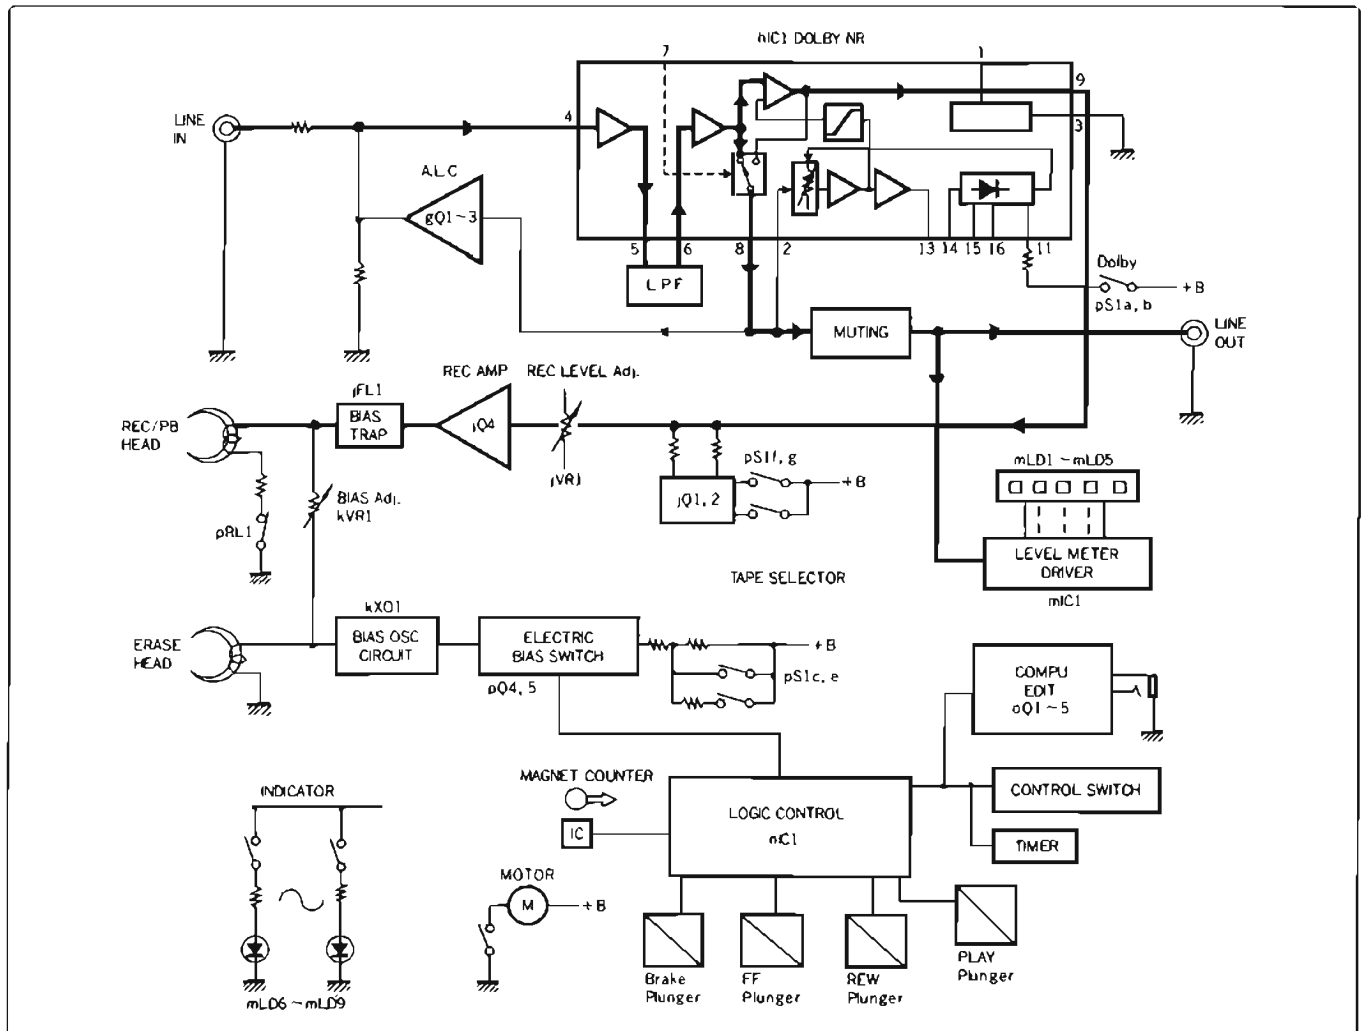 hIC1 DOLBY NR
7
1
9
LINE
IN
4
3
A.L.C
gQ1~3
5
6
8
2
13
14
15
16
11
LPF
Dolby
+B
pS1a, b
MUTING
LINE
OUT
REC/PB
HEAD
jFL1
BIAS
TRAP
REC AMP
jQ4
REC LEVEL Adj.
jVR1
pS1f, g
+B
jQ1, 2
mLD1~mLD5
BIAS Adj.
kVR1
pRL1
LEVEL METER
DRIVER
mIC1
TAPE SELECTOR
ERASE
HEAD
kX01
BIAS OSC
CIRCUIT
ELECTRIC
BIAS SWITCH
pQ4, 5
+B
pS1c, e
COMPU
EDIT
oQ1~5
MAGNET COUNTER
IC
LOGIC CONTROL
nIC1
CONTROL SWITCH
TIMER
INDICATOR
mLD6~mLD9
MOTOR
M
+B
Brake
Plunger
FF
Plunger
REW
Plunger
PLAY
Plunger